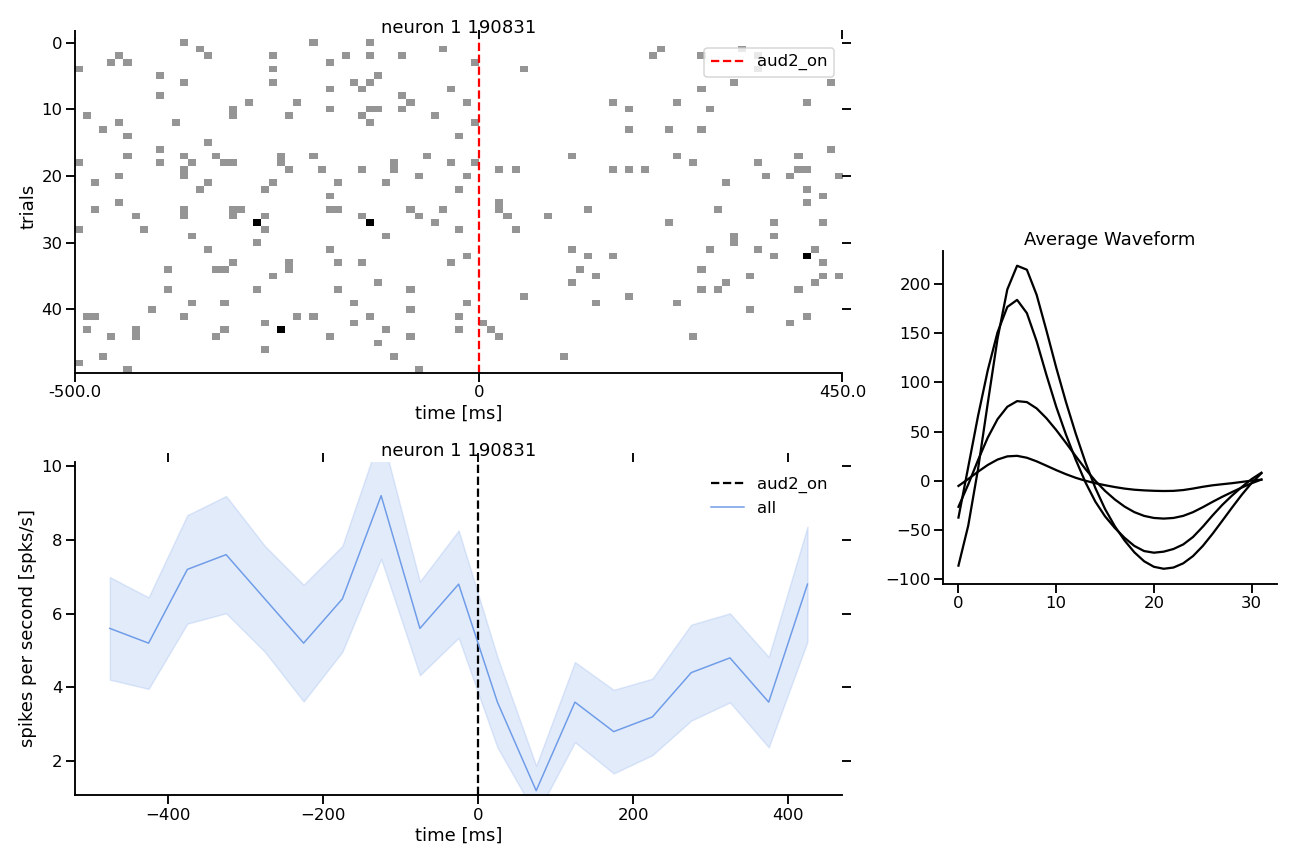 neuron 1 190831
aud2_on
0
10
20
30
40
trials
-500.0
0
450.0
time [ms]
neuron 1 190831
aud2_on
all
10
8
6
4
2
spikes per second [spks/s]
−400
−200
0
200
400
time [ms]
Average Waveform
200
150
100
50
0
−50
−100
0
10
20
30